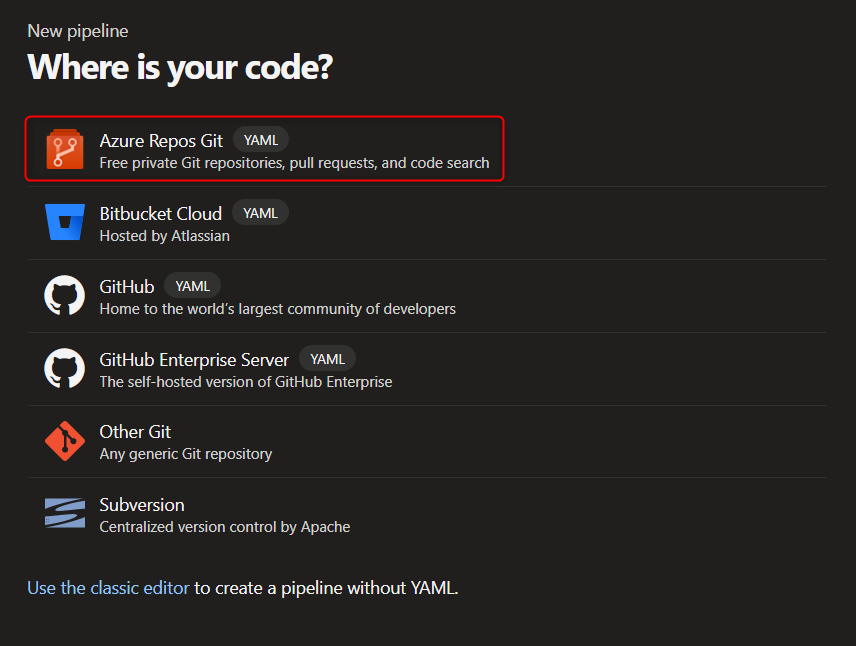 New pipeline
Where is your code?
Azure Repos Git YAML
Free private Git repositories, pull requests, and code search
Bitbucket Cloud YAML
Hosted by Atlassian
GitHub YAML
Home to the world’s largest community of developers
GitHub Enterprise Server YAML
The self-hosted version of GitHub Enterprise
Other Git
Any generic Git repository
Subversion
Centralized version control by Apache
Use the classic editor to create a pipeline without YAML.